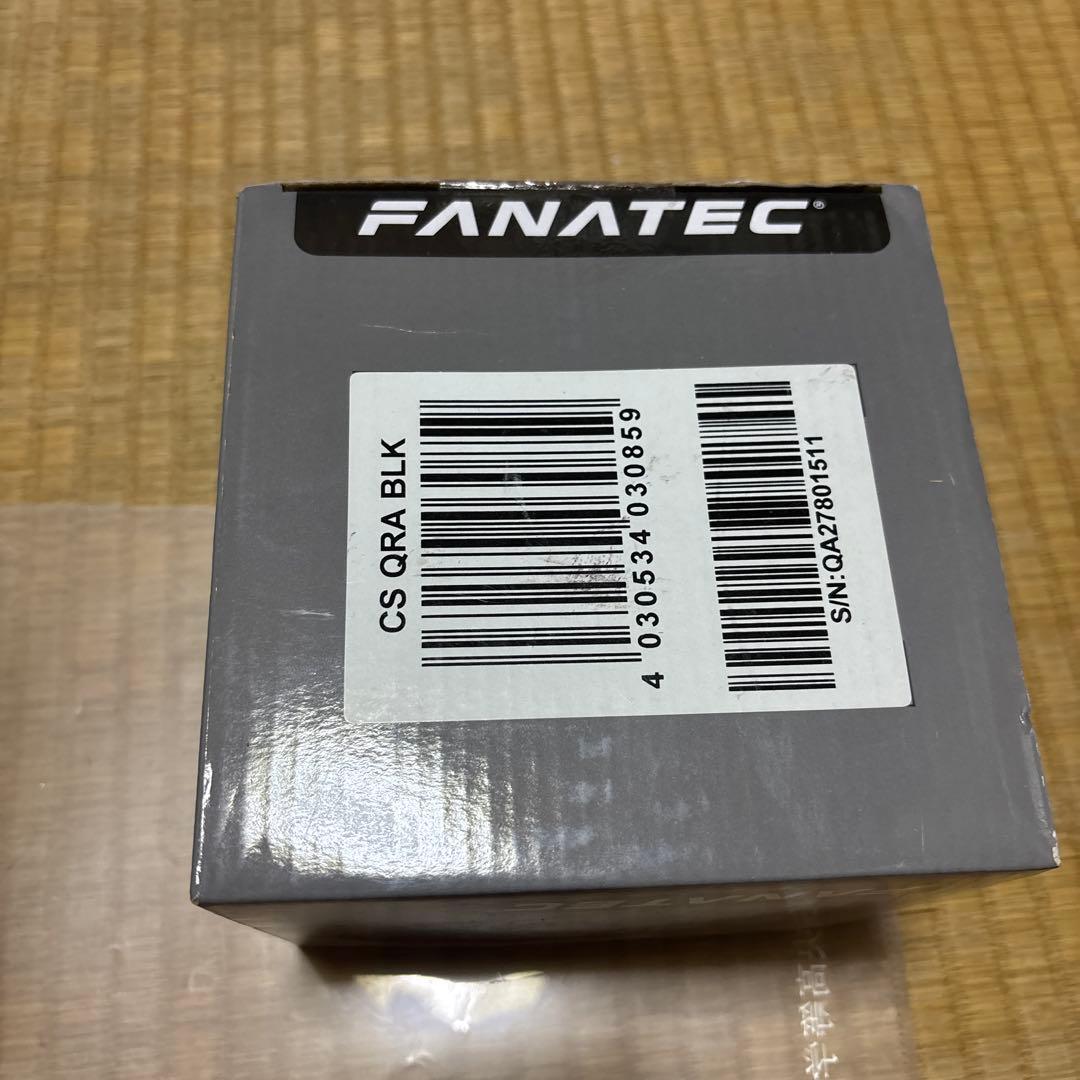 FANATEC®
CS QRA BLK
4 030534 030859
S/N:QA27801511